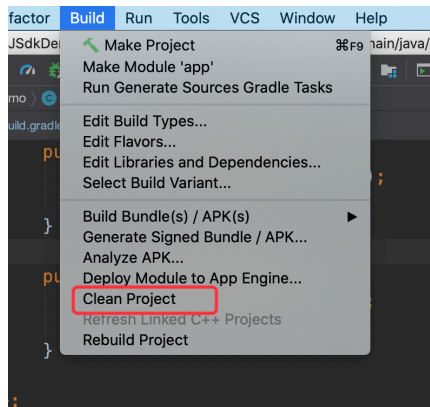 factor Build Run Tools VCS Window Help
JSdkDe
Make Project ⌘F9
nain/java/
Make Module 'app'
Run Generate Sources Gradle Tasks
mo
C
uild.gradle
Edit Build Types...
Edit Flavors...
Edit Libraries and Dependencies...
Select Build Variant...
pu
;
}
Build Bundle(s) / APK(s)
Generate Signed Bundle / APK...
Analyze APK...
Deploy Module to App Engine...
pu
Clean Project
Refresh Linked C++ Projects
Rebuild Project
}